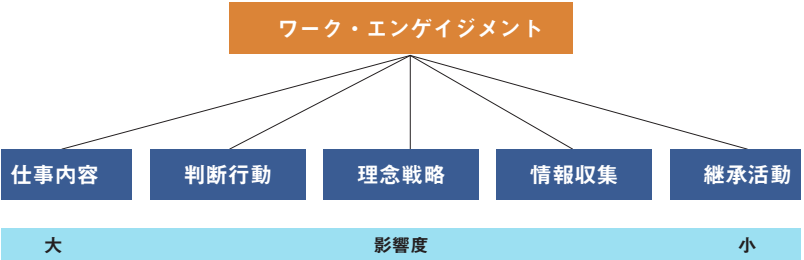 ワーク・エンゲイジメント
仕事内容 判断行動 理念戦略 情報収集 継承活動
大 影響度 小